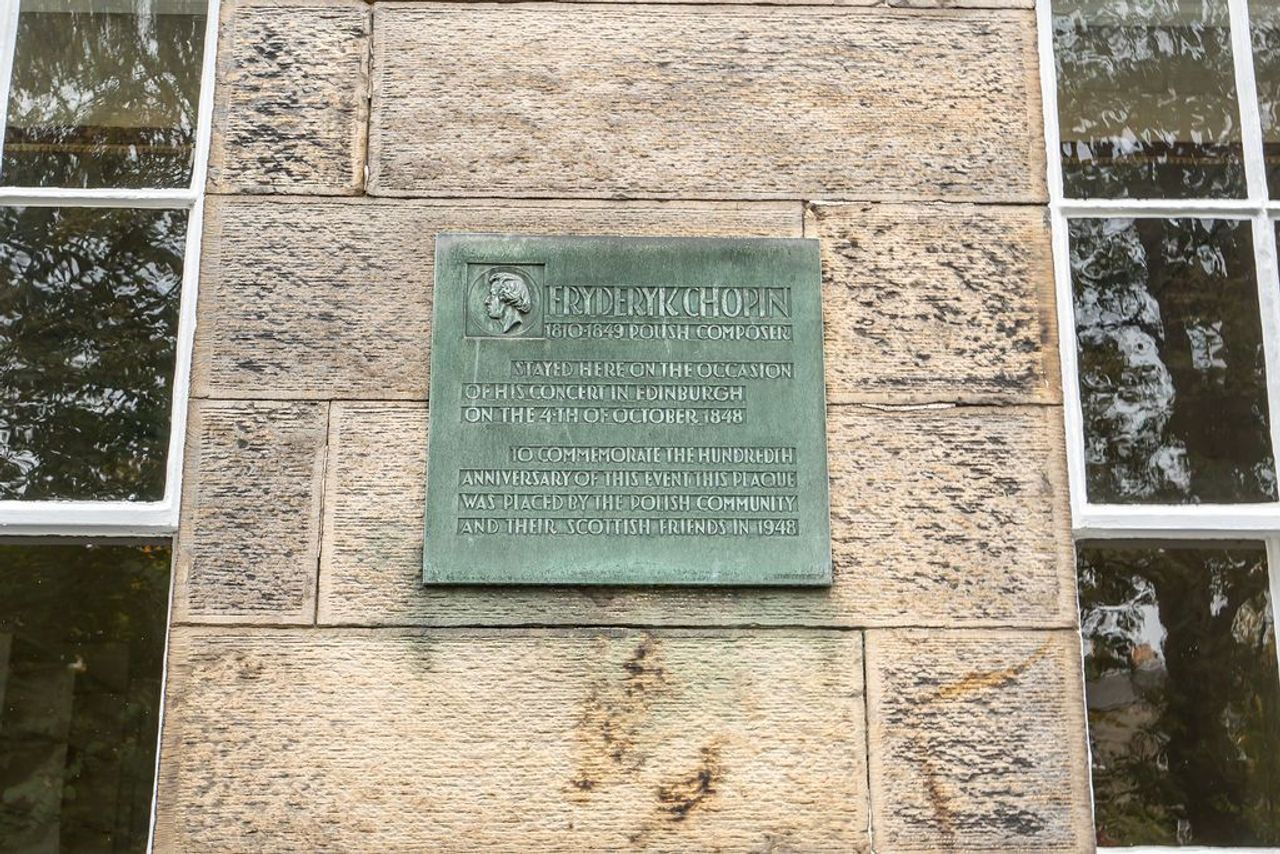 FRYDERYK CHOPIN
1810-1849 POLISH COMPOSER
STAYED HERE ON THE OCCASION
OF HIS CONCERT IN EDINBURGH
ON THE 4·TH OF OCTOBER 1848
TO COMMEMORATE THE HUNDREDTH
ANNIVERSARY OF THIS EVENT THIS PLAQUE
WAS PLACED BY THE POLISH COMMUNITY
AND THEIR SCOTTISH FRIENDS IN 1948